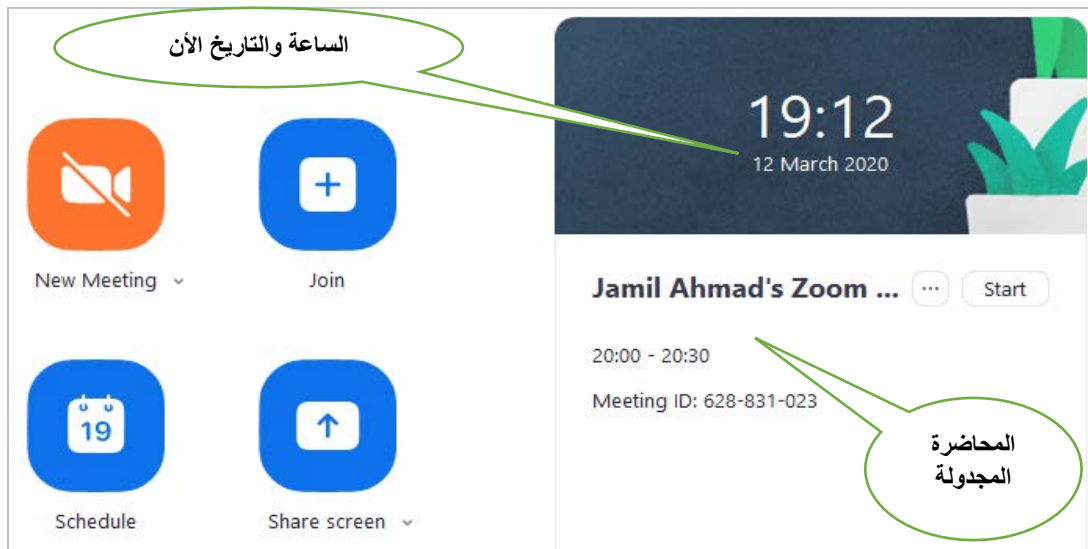 الساعة والتاريخ الأن
19:12
12 March 2020
New Meeting
Join
Jamil Ahmad's Zoom ...
Start
20:00 - 20:30
Meeting ID: 628-831-023
المحاضرة
المجدولة
19
Schedule
Share screen